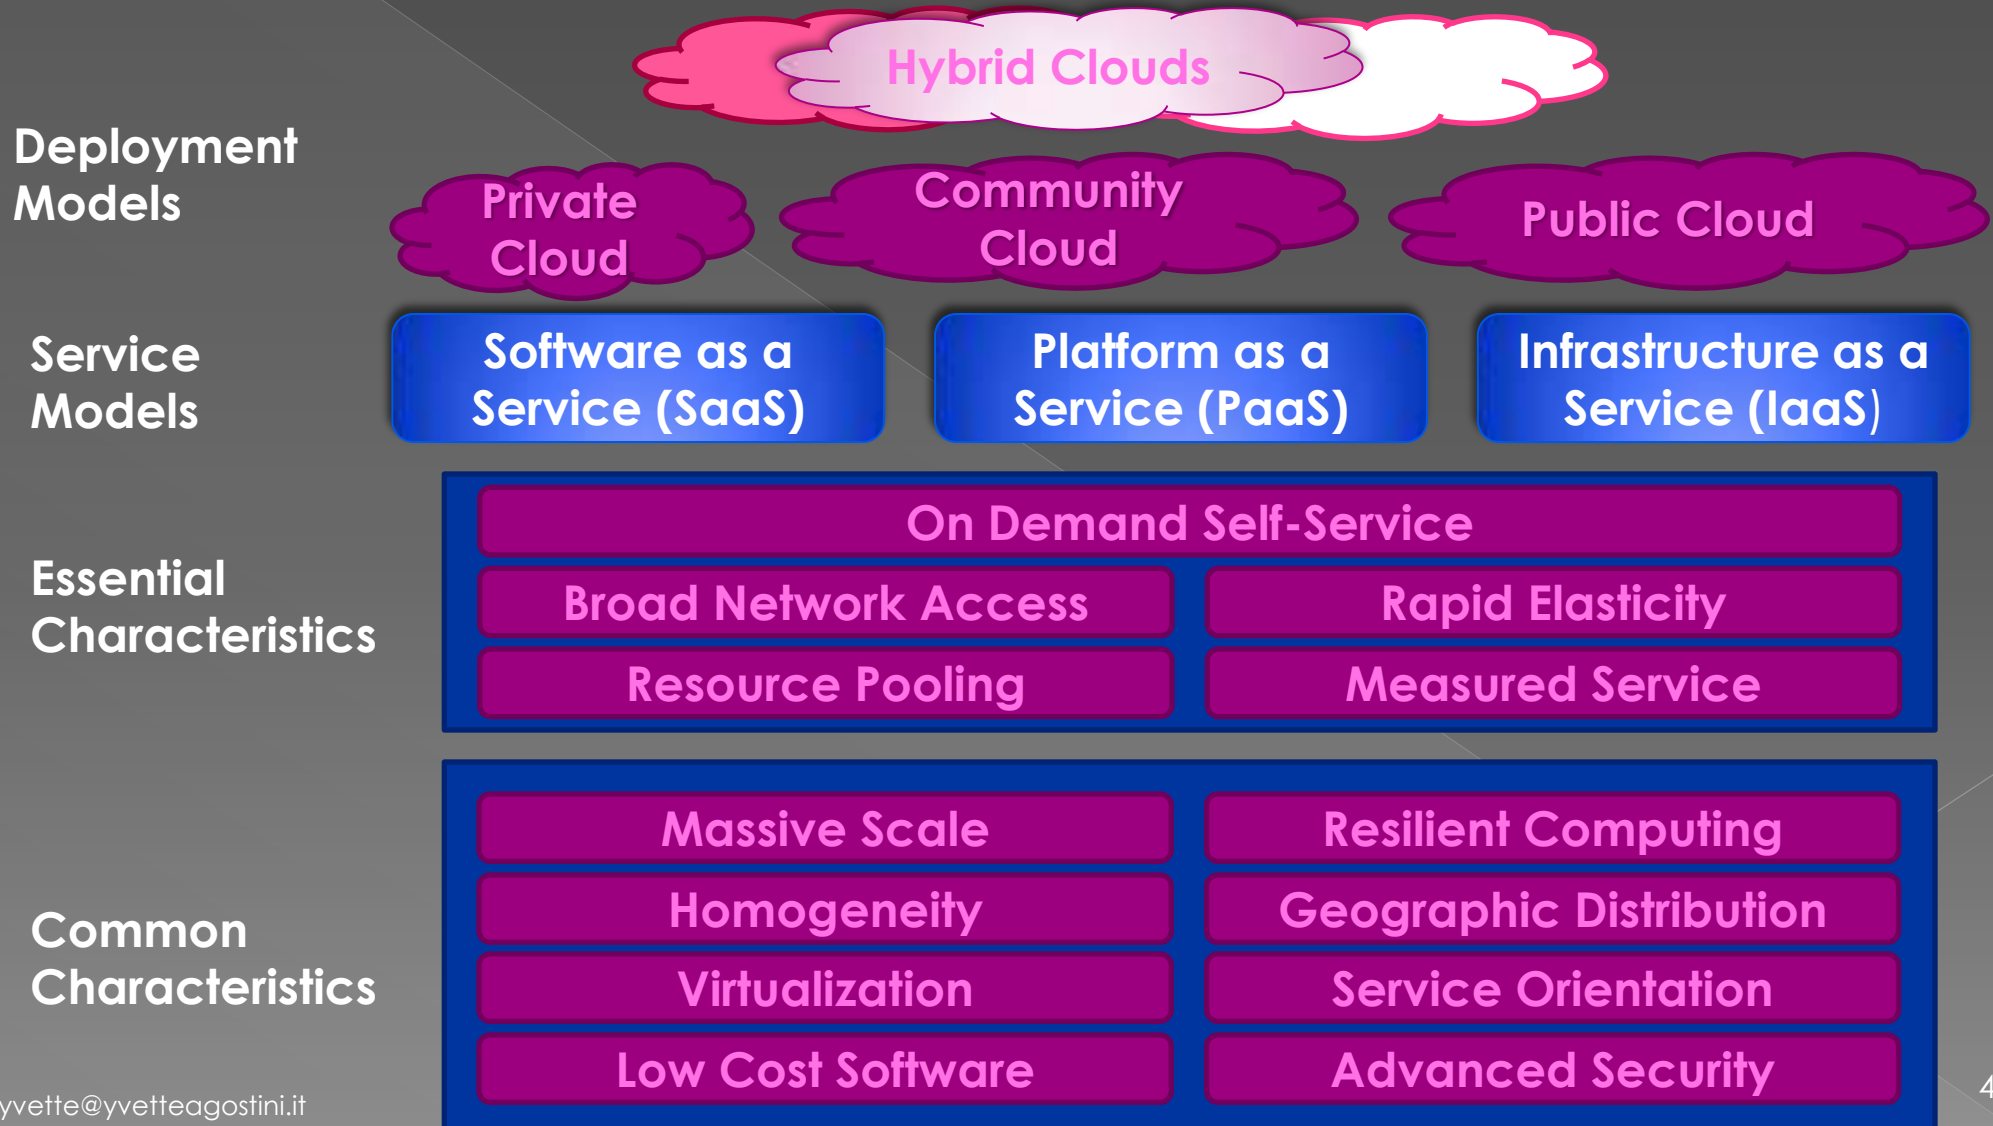 Hybrid Clouds
Deployment
Models
Private
Cloud
Community
Cloud
Public Cloud
Service
Models
Software as a
Service (SaaS)
Platform as a
Service (PaaS)
Infrastructure as a
Service (IaaS)
Essential
Characteristics
On Demand Self-Service
Broad Network Access
Rapid Elasticity
Resource Pooling
Measured Service
Common
Characteristics
Massive Scale
Resilient Computing
Homogeneity
Geographic Distribution
Virtualization
Service Orientation
Low Cost Software
Advanced Security
yvette@yvetteagostini.it
4